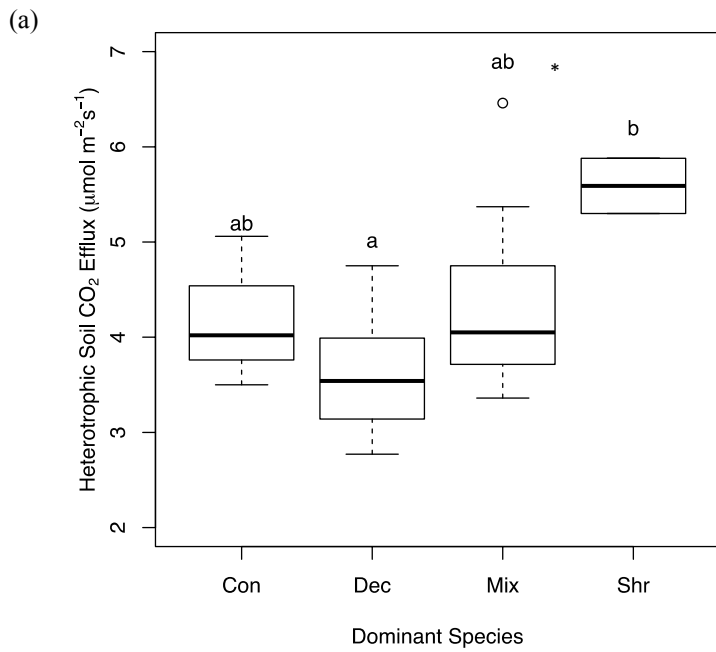 (a)
Heterotrophic Soil CO₂ Efflux (μmol m⁻²s⁻¹)
7
6
5
4
3
2
ab
a
ab
*
b
Con Dec Mix Shr
Dominant Species